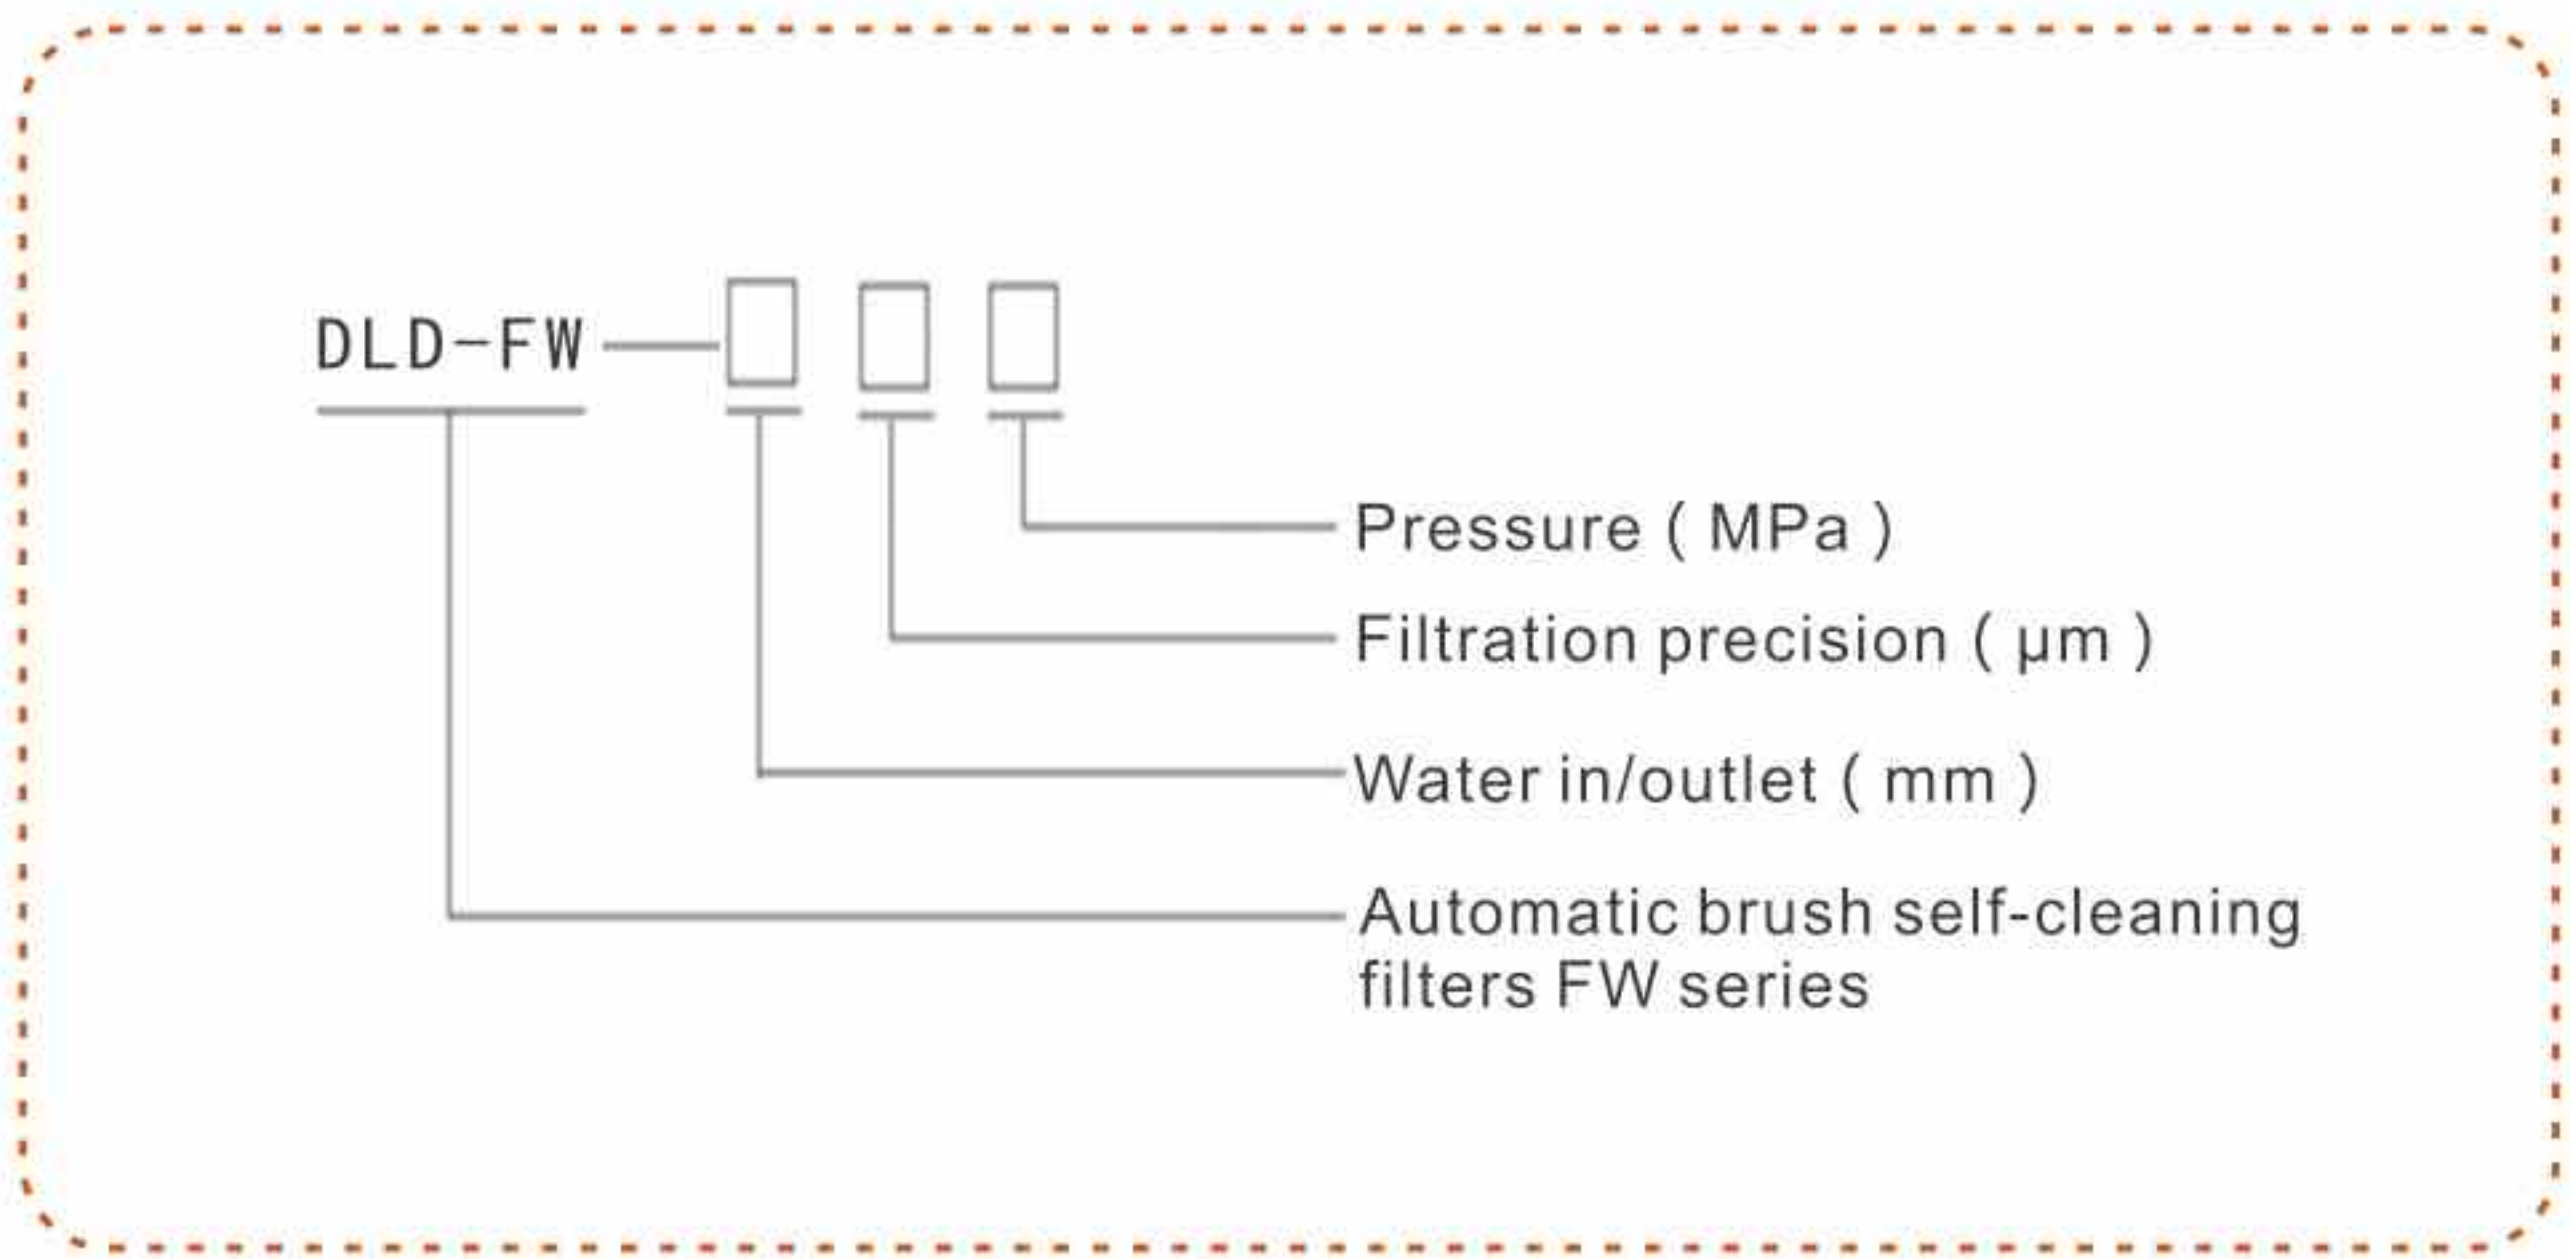 DLD-FW
Pressure ( MPa )
Filtration precision ( μm )
Water in/outlet ( mm )
Automatic brush self-cleaning
filters FW series